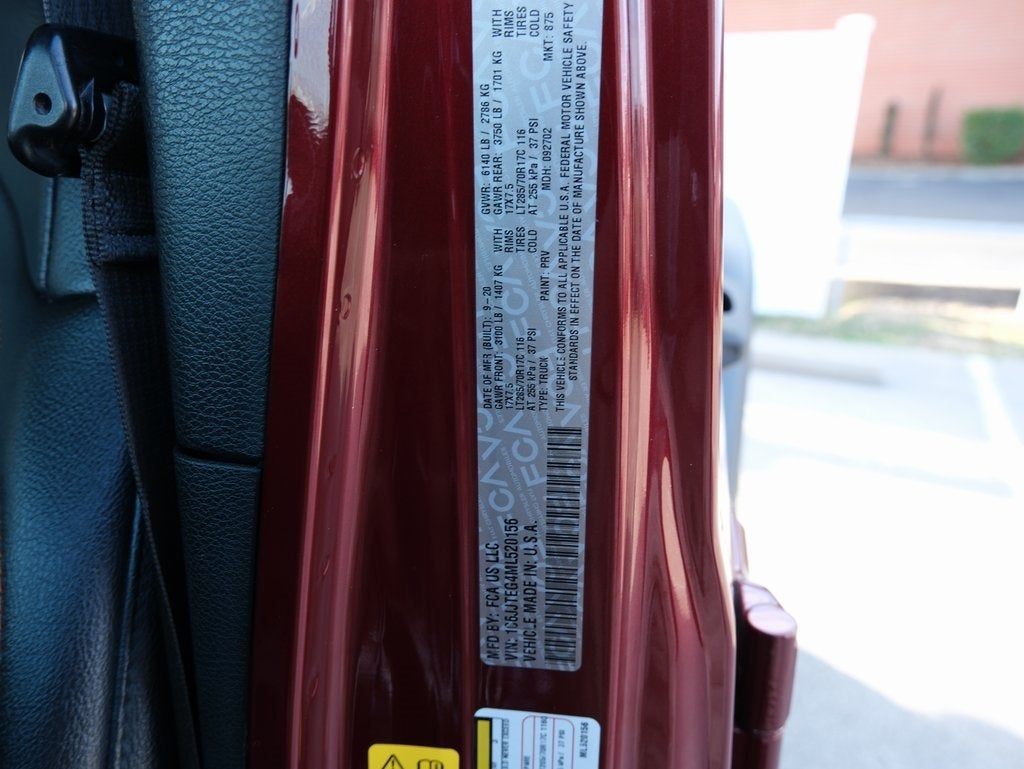 MFD BY: FCA US LLC
VIN: 1C6JJTEG4ML520156
VEHICLE MADE IN: U.S.A.
DATE OF MFR (BUILT): 9-20 GVWR: 6140 LB / 2786 KG
GAWR FRONT: 3100 LB / 1407 KG WITH GAWR REAR: 3750 LB / 1701 KG WITH
17X7.5 RIMS 17X7.5 RIMS
LT285/70R17C 116 TIRES LT285/70R17C 116 TIRES
AT 255 kPa / 37 PSI COLD AT 255 kPa / 37 PSI COLD
TYPE: TRUCK PAINT: PRV MDH: 092702 MKT: 875
THIS VEHICLE CONFORMS TO ALL APPLICABLE U.S.A. FEDERAL MOTOR VEHICLE SAFETY
STANDARDS IN EFFECT ON THE DATE OF MANUFACTURE SHOWN ABOVE.
37 PSI
ML520156